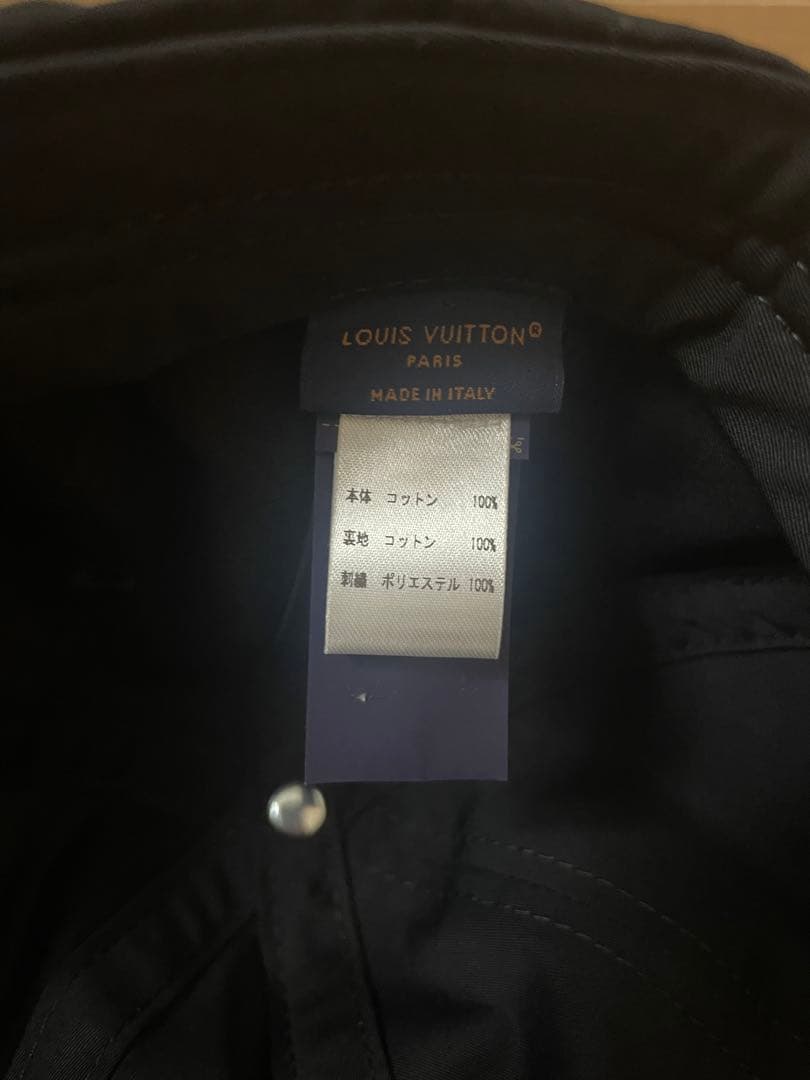 LOUIS VUITTON®
PARIS
MADE IN ITALY
本体 コットン 100%
裏地 コットン 100%
刺繍 ポリエステル 100%